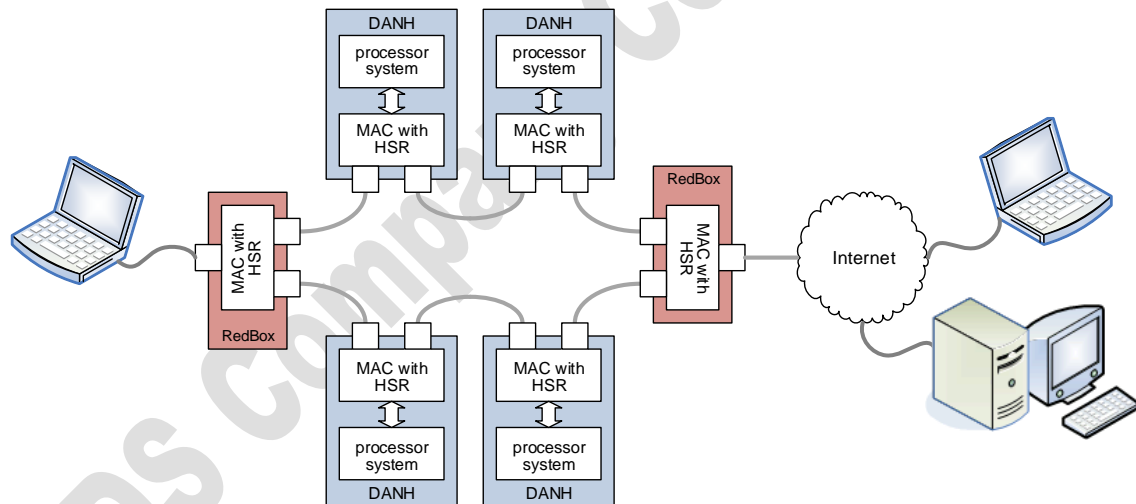 DANH
processor
system
MAC with
HSR
DANH
processor
system
MAC with
HSR
MAC with
HSR
RedBox
RedBox
MAC with
HSR
Internet
MAC with
HSR
processor
system
DANH
MAC with
HSR
processor
system
DANH